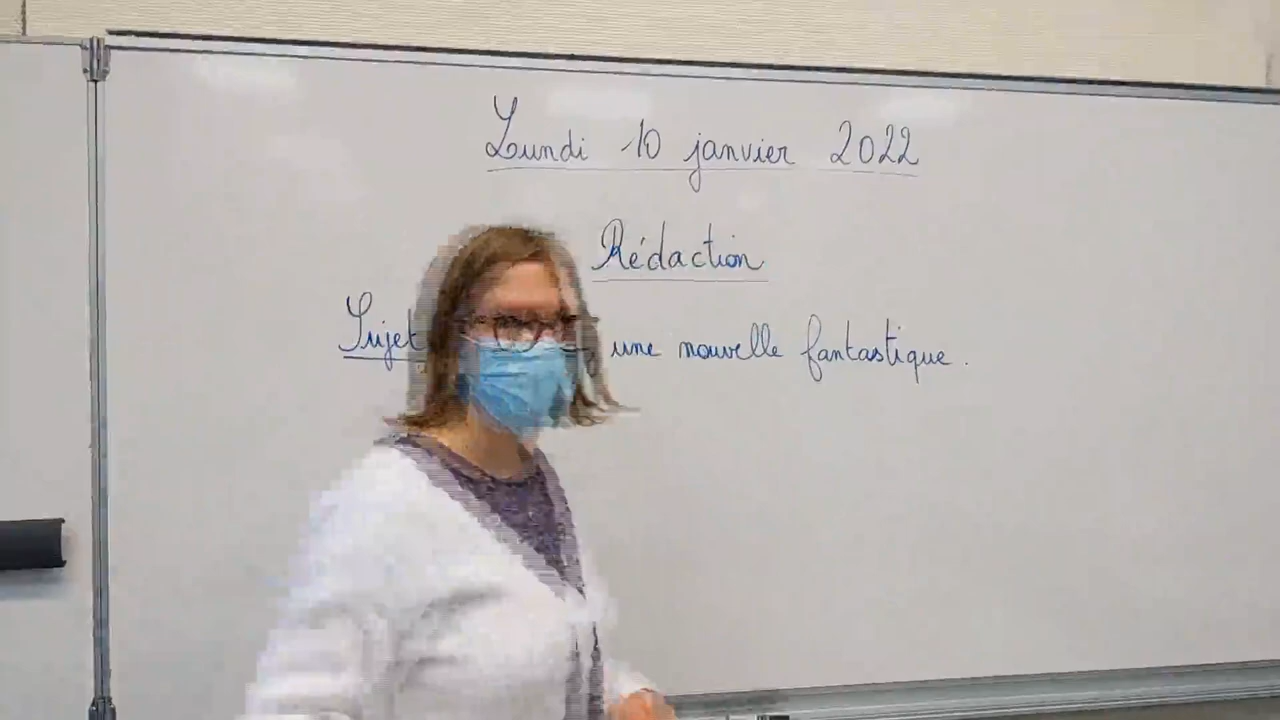 Lundi 10 janvier 2022
Rédaction
Sujet une nouvelle fantastique.